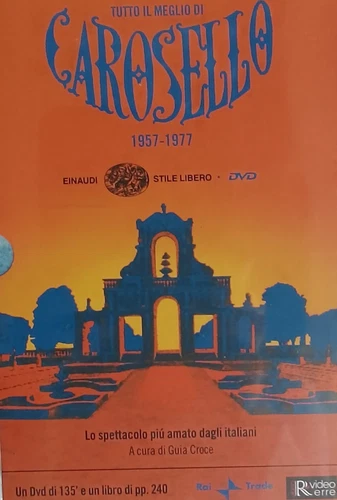 TUTTO IL MEGLIO DI
CAROSELLO
1957-1977
EINAUDI STILE LIBERO - DVD
Lo spettacolo piú amato dagli italiani
A cura di Guia Croce
Un Dvd di 135' e un libro di pp. 240
Rai Trade
R video
erre